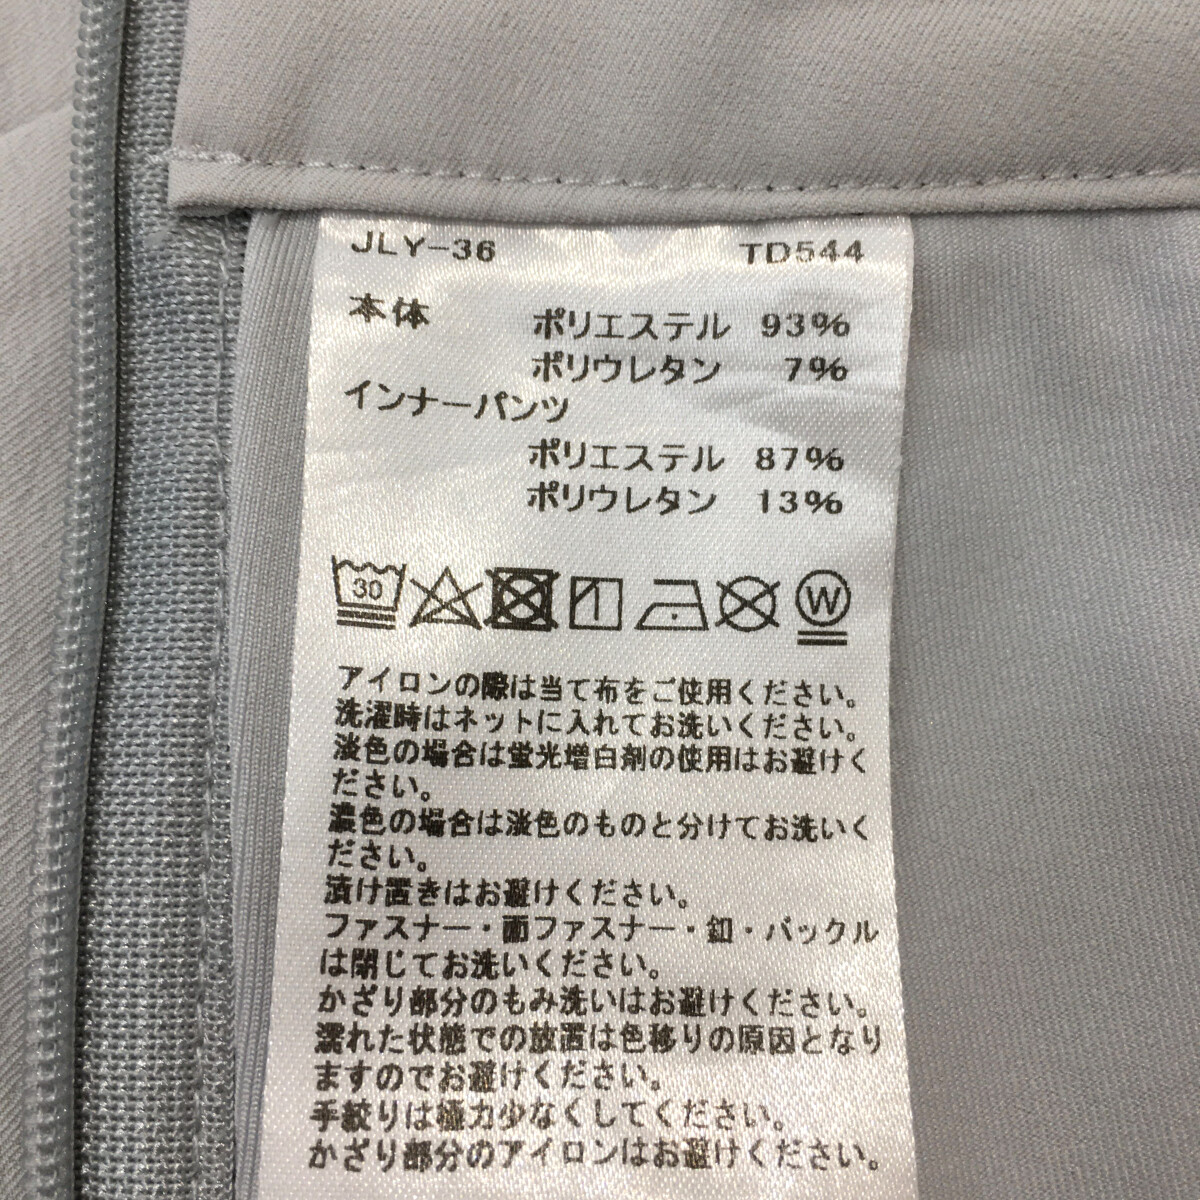 JLY-36 TD544
本体 ポリエステル 93%
ポリウレタン 7%
インナーパンツ
ポリエステル 87%
ポリウレタン 13%
30 W
アイロンの際は当て布をご使用ください。
洗濯時はネットに入れてお洗いください。
淡色の場合は蛍光増白剤の使用はお避けく
ださい。
濃色の場合は淡色のものと分けてお洗いく
ださい。
漬け置きはお避けください。
ファスナー・面ファスナー・釦・バックル
は閉じてお洗いください。
かざり部分のもみ洗いはお避けください。
濡れた状態での放置は色移りの原因となり
ますのでお避けください。
手絞りは極力少なくしてください。
かざり部分のアイロンはお避けください。